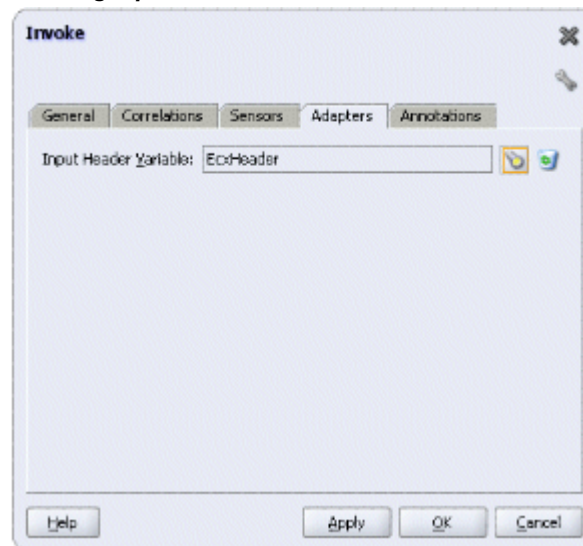 Invoke
General Correlations Sensors Adapters Annotations
Input Header Variable: EcxHeader
Help Apply OK Cancel